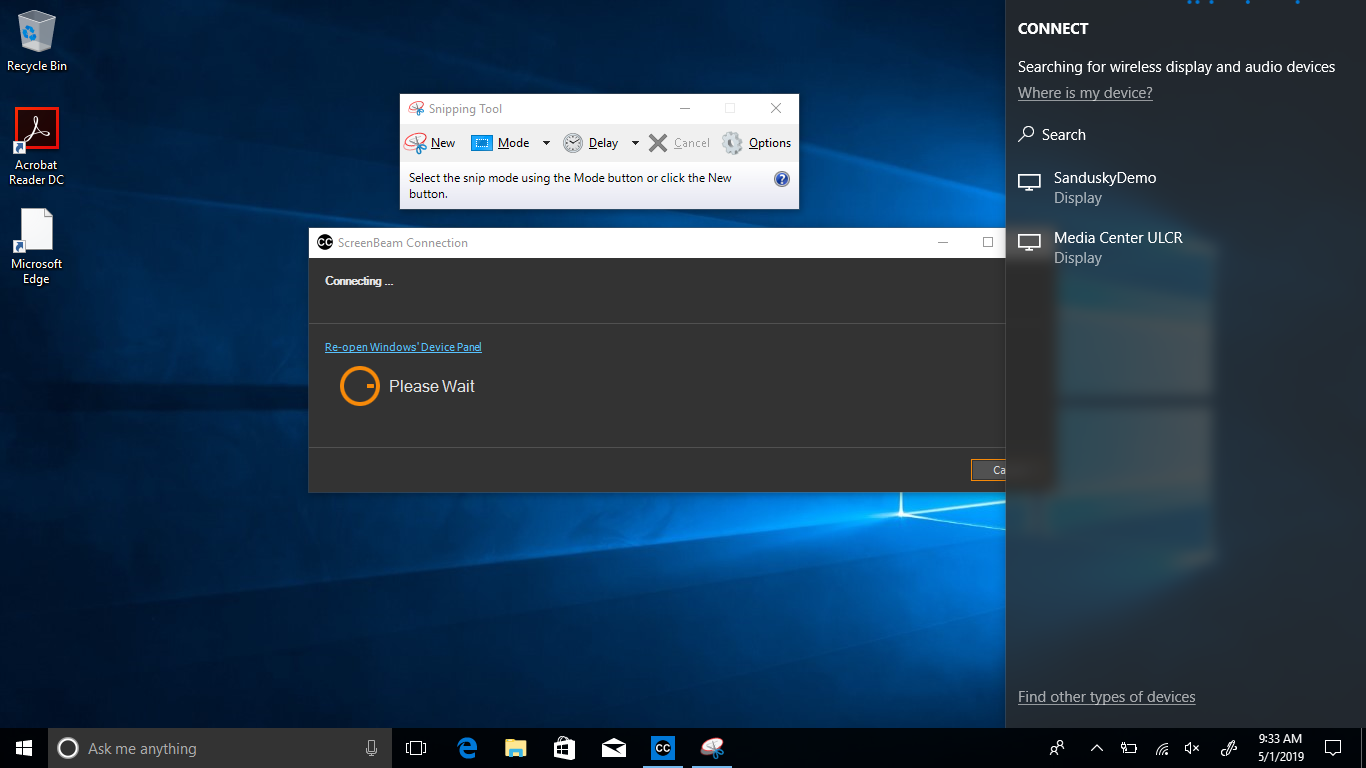 Recycle Bin
Acrobat
Reader DC
Microsoft
Edge
Snipping Tool
New
Mode
Delay
Cancel
Options
Select the snip mode using the Mode button or click the New
button.
CC ScreenBeam Connection
Connecting ...
Re-open Windows' Device Panel
Please Wait
Ca
CONNECT
Searching for wireless display and audio devices
Where is my device?
Search
SanduskyDemo
Display
Media Center ULCR
Display
Find other types of devices
Ask me anything
CC
9:33 AM
5/1/2019